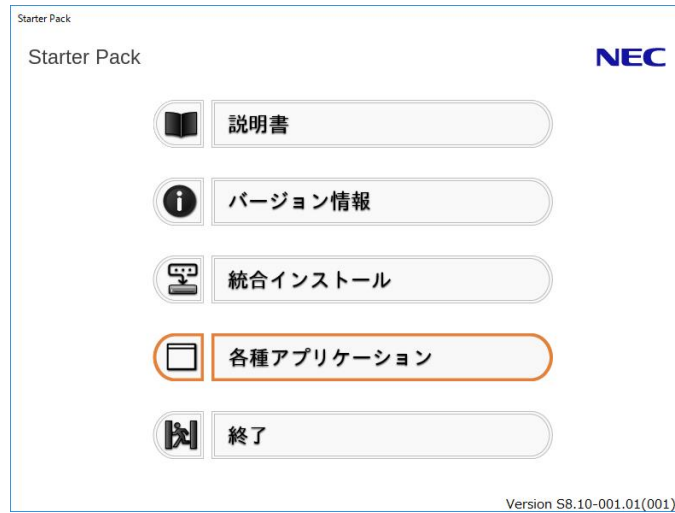 Starter Pack
Starter Pack
NEC
説明書
バージョン情報
統合インストール
各種アプリケーション
終了
Version S8.10-001.01(001)